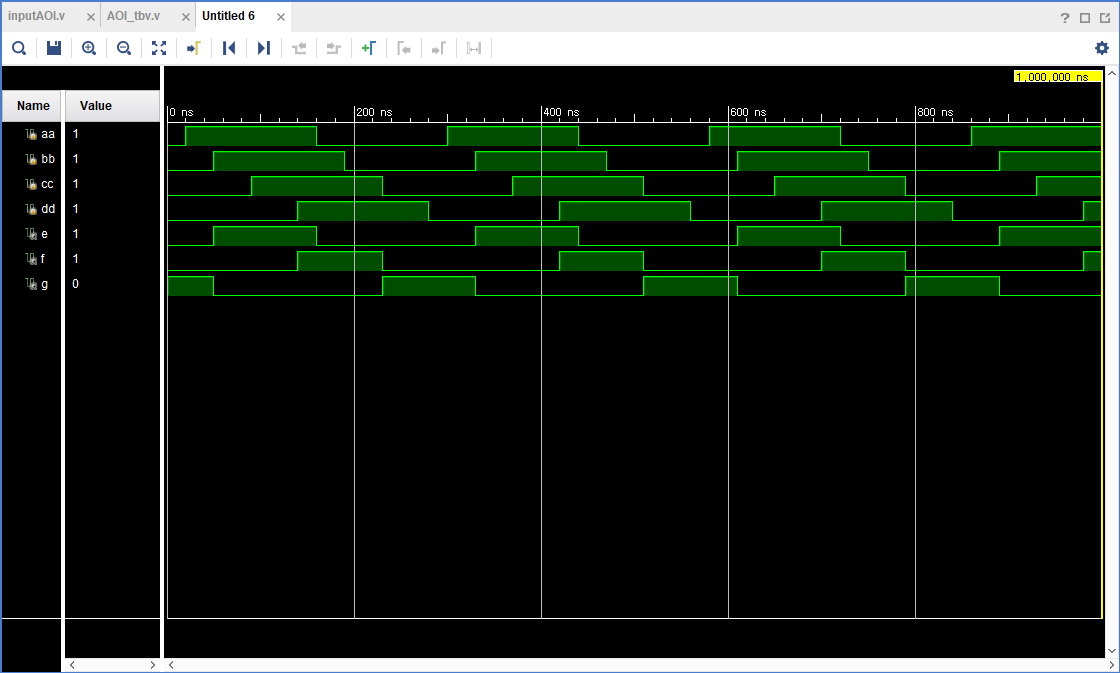 inputAOI.v AOI_tbv.v Untitled 6
1,000,000 ns
Name Value 0 ns 200 ns 400 ns 600 ns 800 ns
aa 1
bb 1
cc 1
dd 1
e 1
f 1
g 0